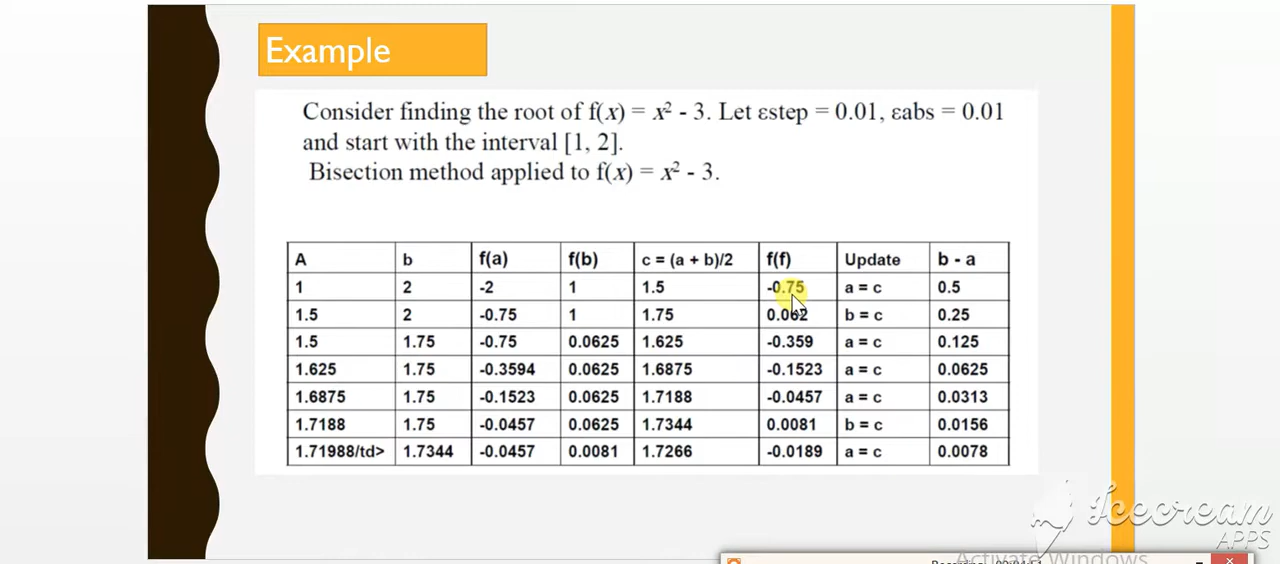 Example
Consider finding the root of f(x) = x² - 3. Let εstep = 0.01, εabs = 0.01
and start with the interval [1, 2].
Bisection method applied to f(x) = x² - 3.
A b f(a) f(b) c = (a + b)/2 f(f) Update b - a
1 2 -2 1 1.5 -0.75 a = c 0.5
1.5 2 -0.75 1 1.75 0.062 b = c 0.25
1.5 1.75 -0.75 0.0625 1.625 -0.359 a = c 0.125
1.625 1.75 -0.3594 0.0625 1.6875 -0.1523 a = c 0.0625
1.6875 1.75 -0.1523 0.0625 1.7188 -0.0457 a = c 0.0313
1.7188 1.75 -0.0457 0.0625 1.7344 0.0081 b = c 0.0156
1.71988/td> 1.7344 -0.0457 0.0081 1.7266 -0.0189 a = c 0.0078
Icecream
APPS
Activate Windows